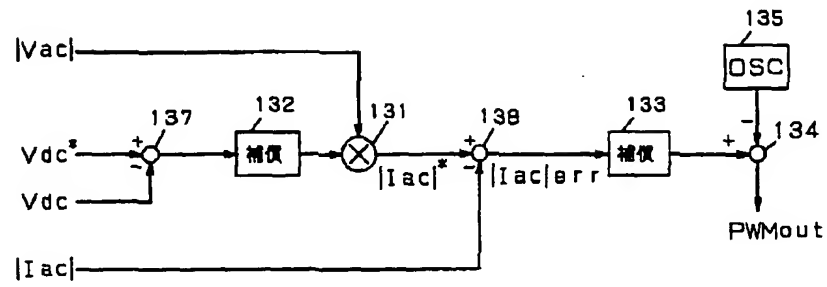 135
OSC
|Vac|
-
132
131
138
133
137
+
+
+
134
Vdc*
補償
補償
-
|Iac|*
-
|Iac|err
Vdc
PWMout
|Iac|